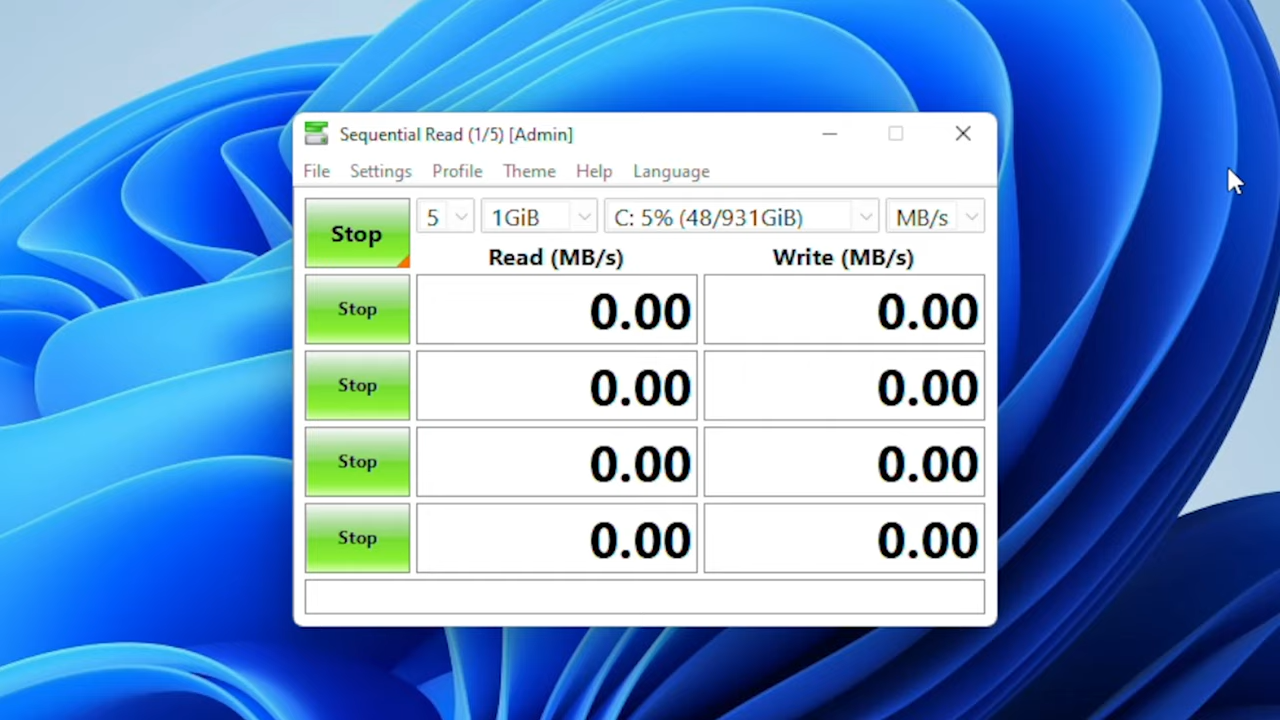 Sequential Read (1/5) [Admin]
File Settings Profile Theme Help Language
Stop 5 1GiB C: 5% (48/931GiB) MB/s
Read (MB/s) Write (MB/s)
Stop 0.00 0.00
Stop 0.00 0.00
Stop 0.00 0.00
Stop 0.00 0.00